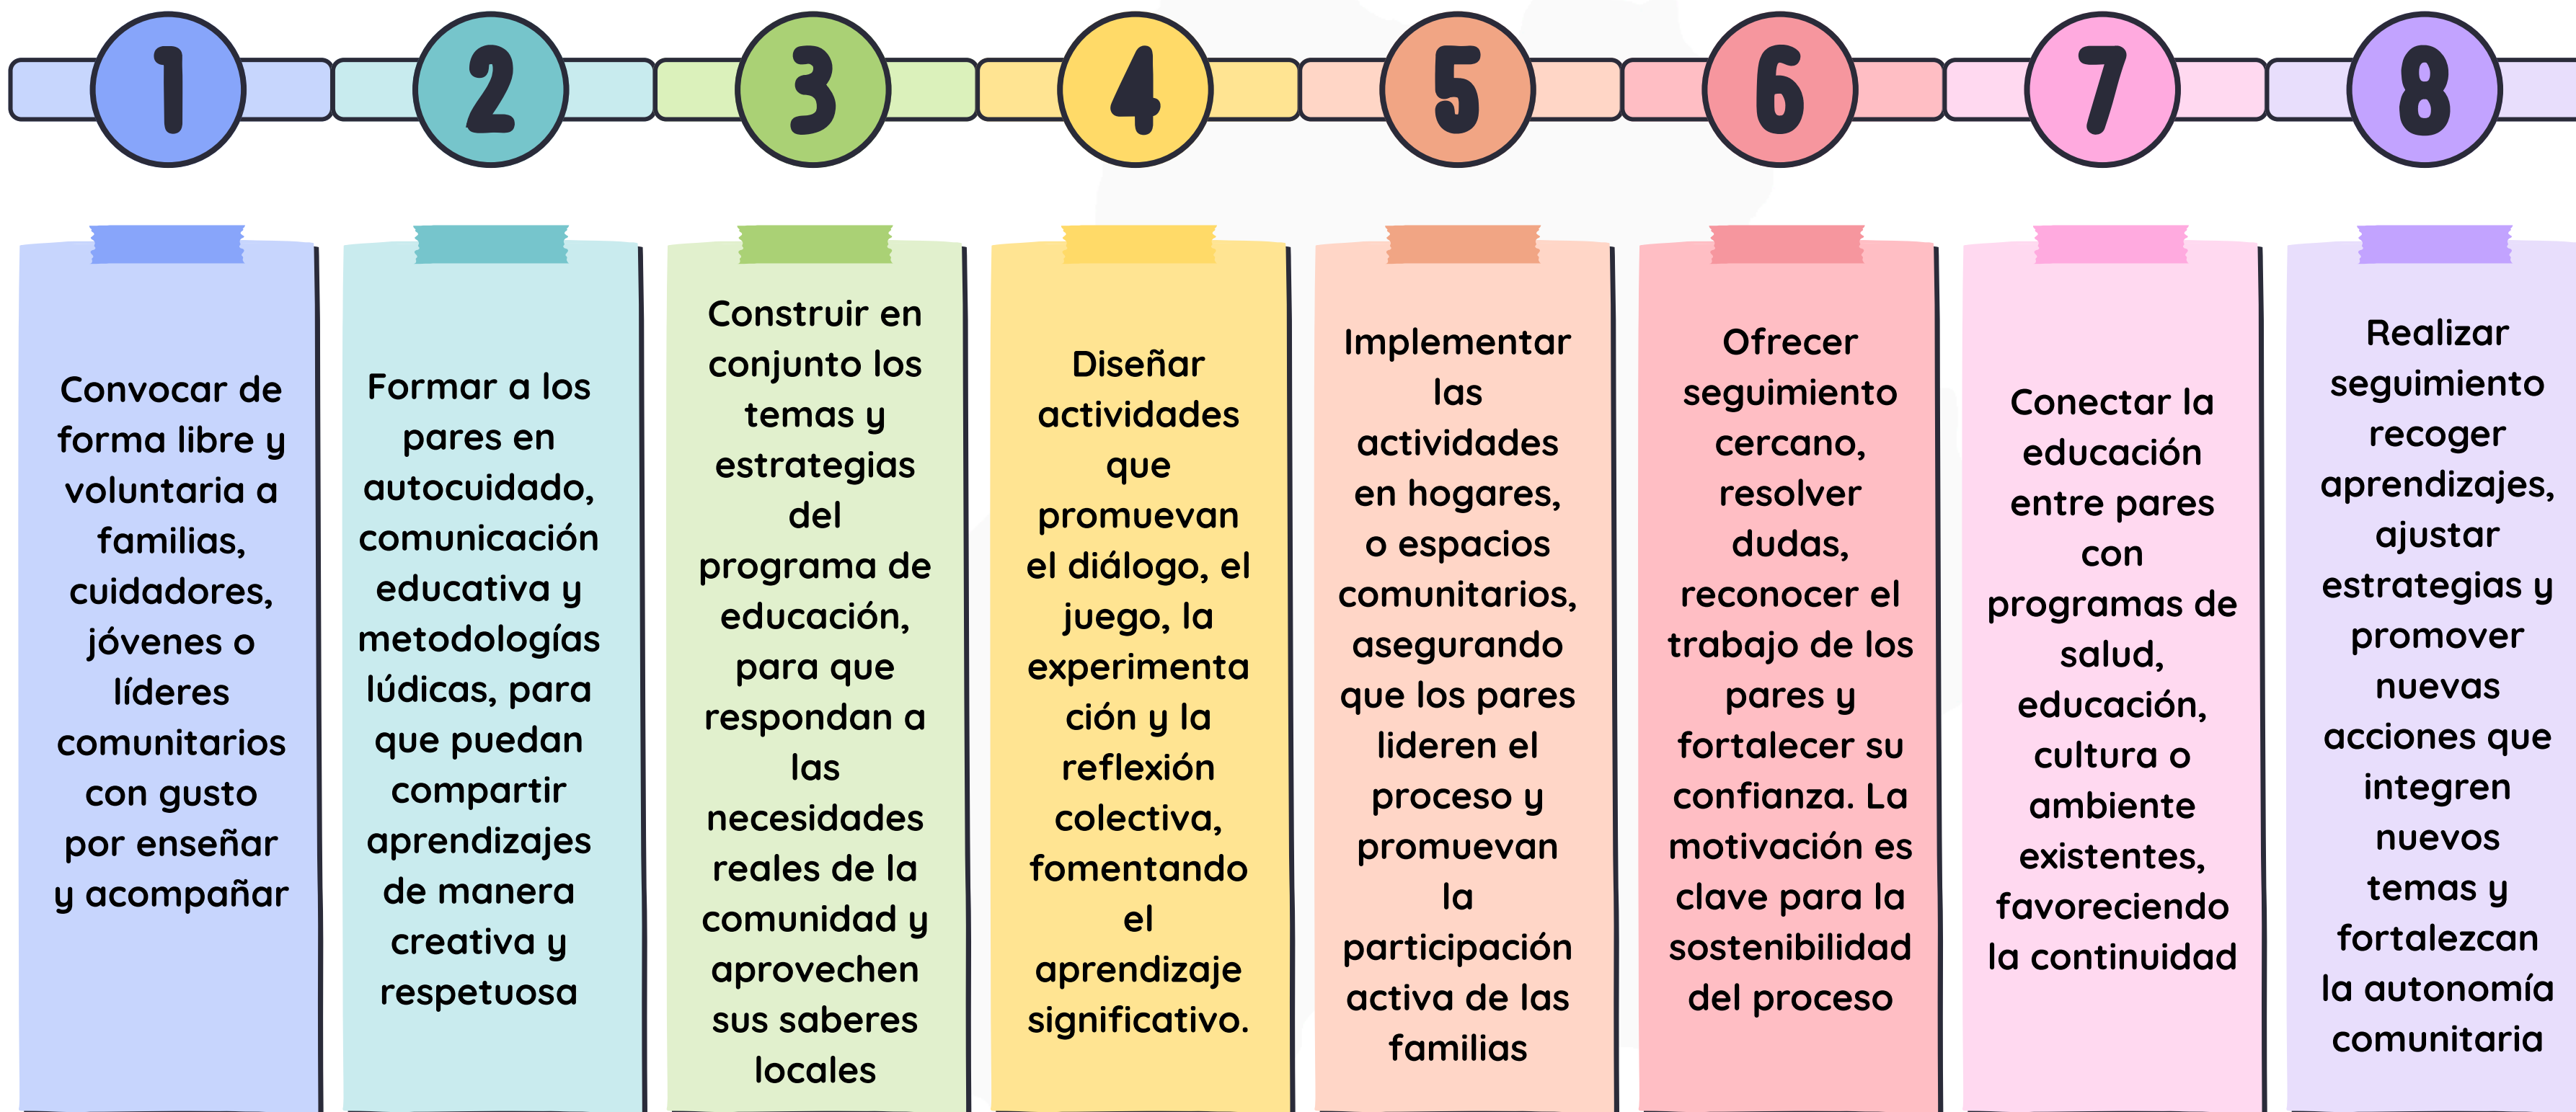 1
2
3
4
5
6
7
8
Convocar de
forma libre y
voluntaria a
familias,
cuidadores,
jóvenes o
líderes
comunitarios
con gusto
por enseñar
y acompañar
Formar a los
pares en
autocuidado,
comunicación
educativa y
metodologías
lúdicas, para
que puedan
compartir
aprendizajes
de manera
creativa y
respetuosa
Construir en
conjunto los
temas y
estrategias
del
programa de
educación,
para que
respondan a
las
necesidades
reales de la
comunidad y
aprovechen
sus saberes
locales
Diseñar
actividades
que
promuevan
el diálogo, el
juego, la
experimenta
ción y la
reflexión
colectiva,
fomentando
el
aprendizaje
significativo.
Implementar
las
actividades
en hogares,
o espacios
comunitarios,
asegurando
que los pares
lideren el
proceso y
promuevan
la
participación
activa de las
familias
Ofrecer
seguimiento
cercano,
resolver
dudas,
reconocer el
trabajo de los
pares y
fortalecer su
confianza. La
motivación es
clave para la
sostenibilidad
del proceso
Conectar la
educación
entre pares
con
programas de
salud,
educación,
cultura o
ambiente
existentes,
favoreciendo
la continuidad
Realizar
seguimiento
recoger
aprendizajes,
ajustar
estrategias y
promover
nuevas
acciones que
integren
nuevos
temas y
fortalezcan
la autonomía
comunitaria